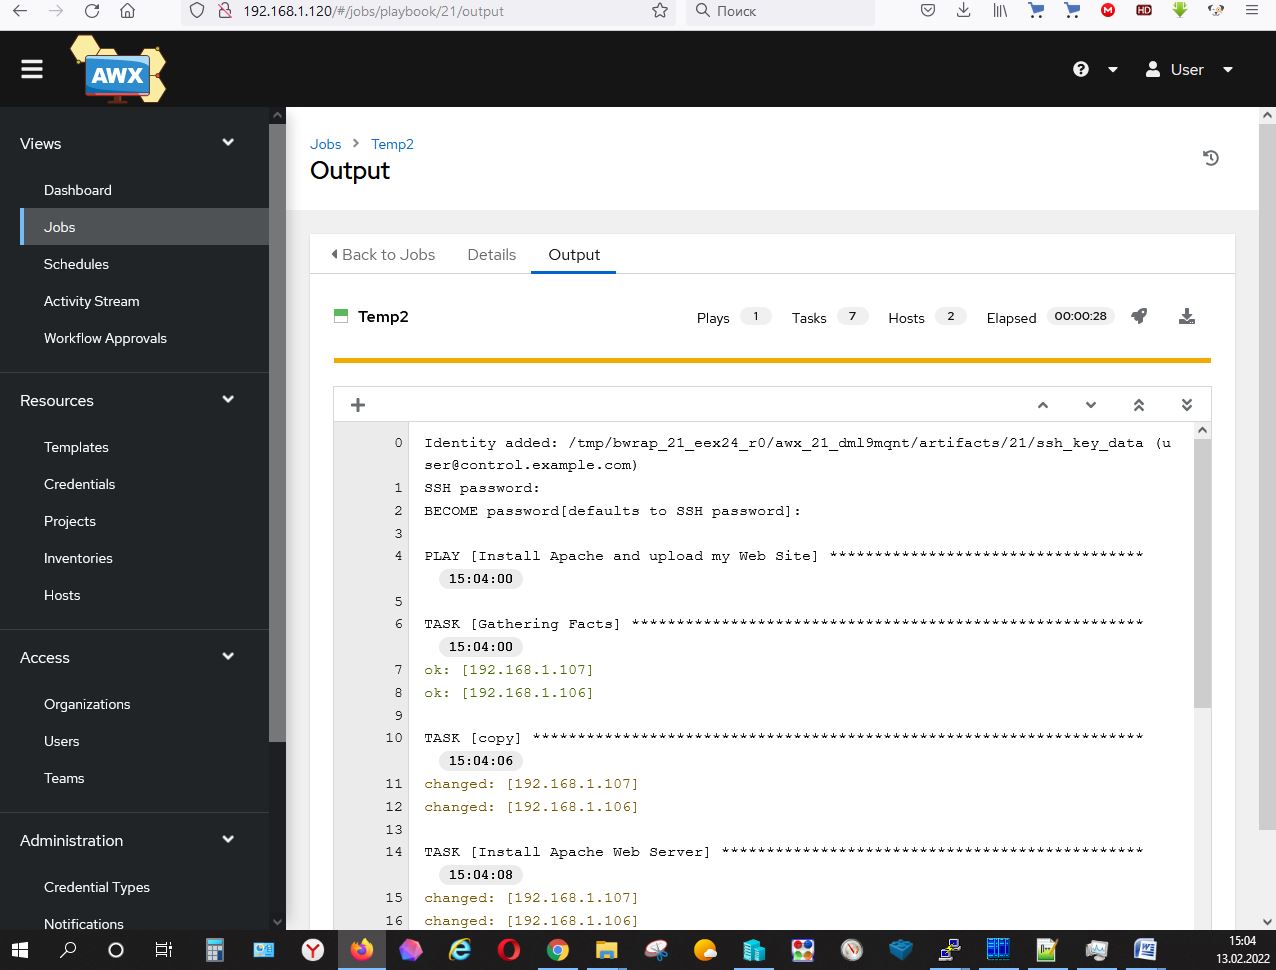 192.168.1.120/#/jobs/playbook/21/output
Поиск
HD
AWX
User
Views
Dashboard
Jobs
Schedules
Activity Stream
Workflow Approvals
Resources
Templates
Credentials
Projects
Inventories
Hosts
Access
Organizations
Users
Teams
Administration
Credential Types
Notifications
Jobs > Temp2
Output
Back to Jobs Details Output
Temp2 Plays 1 Tasks 7 Hosts 2 Elapsed 00:00:28
0 Identity added: /tmp/bwrap_21_eex24_r0/awx_21_dml9mqnt/artifacts/21/ssh_key_data (u
ser@control.example.com)
1 SSH password:
2 BECOME password[defaults to SSH password]:
3
4 PLAY [Install Apache and upload my Web Site] ***********************************
15:04:00
5
6 TASK [Gathering Facts] *********************************************************
15:04:00
7 ok: [192.168.1.107]
8 ok: [192.168.1.106]
9
10 TASK [copy] ********************************************************************
15:04:06
11 changed: [192.168.1.107]
12 changed: [192.168.1.106]
13
14 TASK [Install Apache Web Server] ***********************************************
15:04:08
15 changed: [192.168.1.107]
16 changed: [192.168.1.106]
15:04
13.02.2022